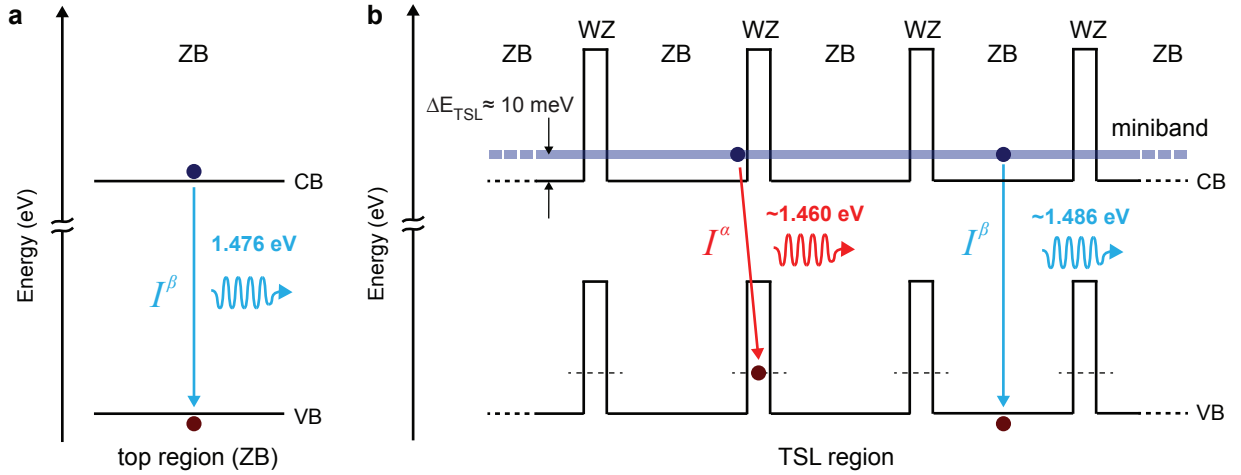 a
ZB
Energy (eV)
CB
1.476 eV
I^β
VB
top region (ZB)
b
WZ WZ WZ WZ
ZB ZB ZB ZB ZB
ΔE_TSL ≈ 10 meV
miniband
Energy (eV)
CB
~1.460 eV
I^α
~1.486 eV
I^β
VB
TSL region